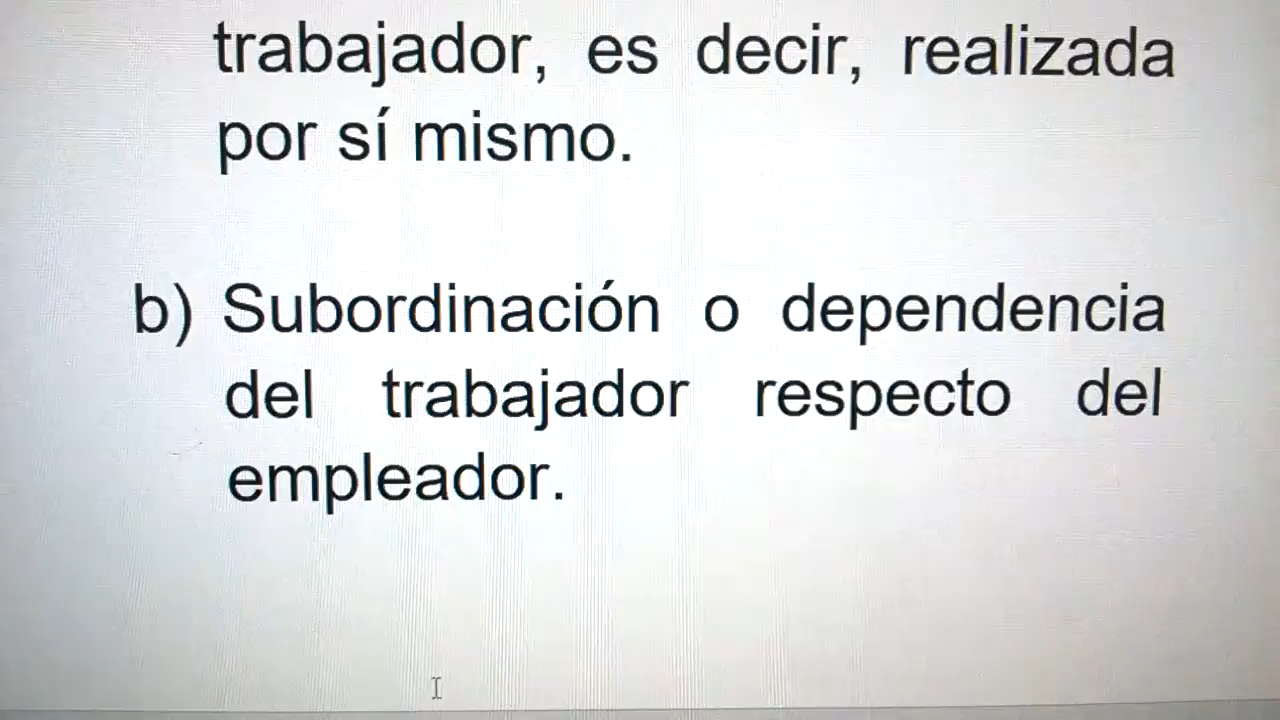 trabajador, es decir, realizada
por sí mismo.
b) Subordinación o dependencia
del trabajador respecto del
empleador.